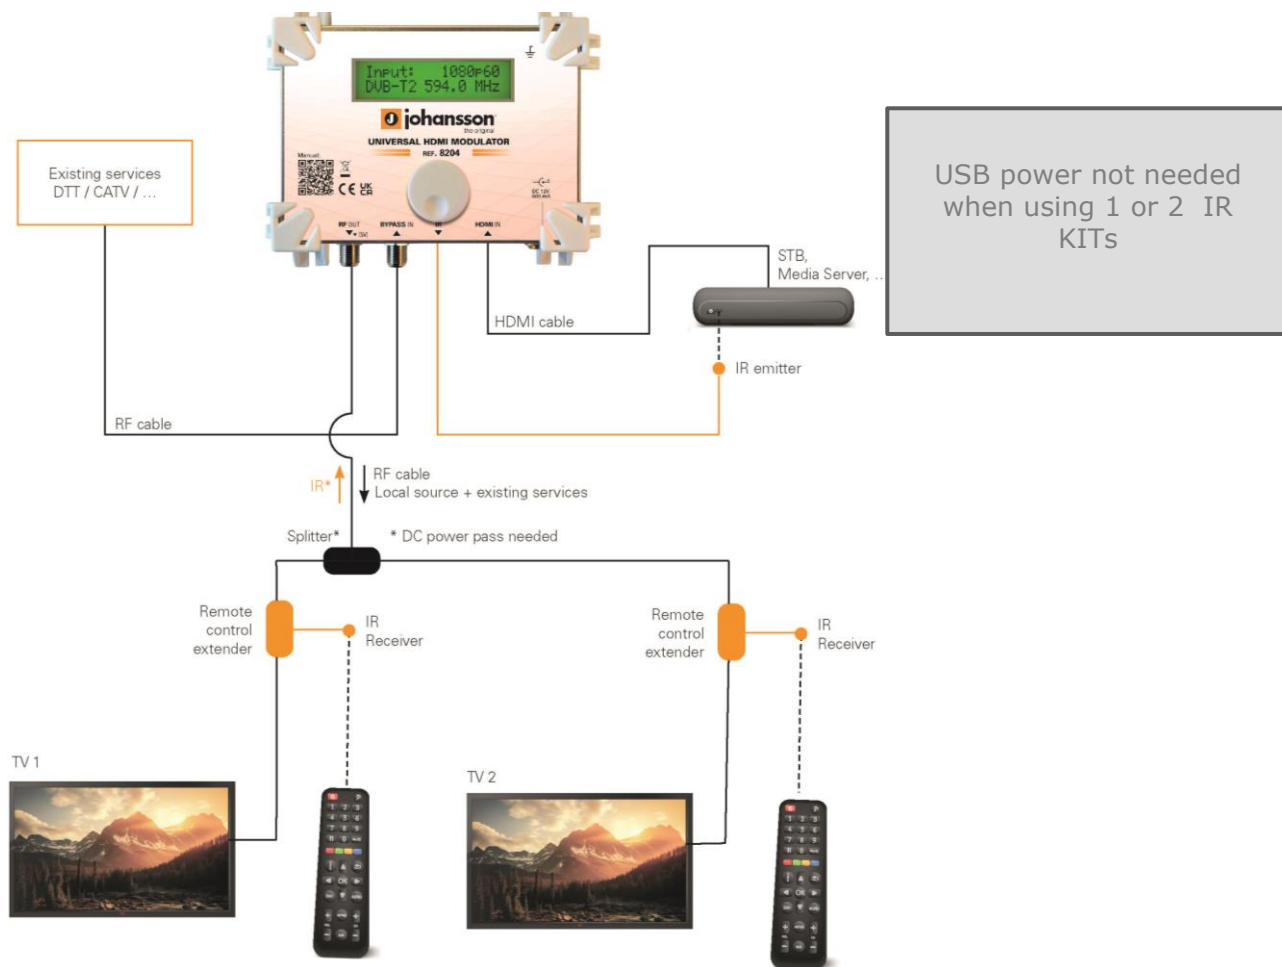 Input: 1080p60
DVB-T2 594.0 MHz
johansson
the original
UNIVERSAL HDMI MODULATOR
REF. 8204
Manual:
CE UK CA
DC 12V
RF OUT
BYPASS IN
IR
HDMI IN
Existing services
DTT / CATV / ...
USB power not needed
when using 1 or 2 IR
KITs
STB,
Media Server, ..
HDMI cable
IR emitter
RF cable
IR*
RF cable
Local source + existing services
Splitter*
* DC power pass needed
Remote
control
extender
IR
Receiver
Remote
control
extender
IR
Receiver
TV 1
TV 2